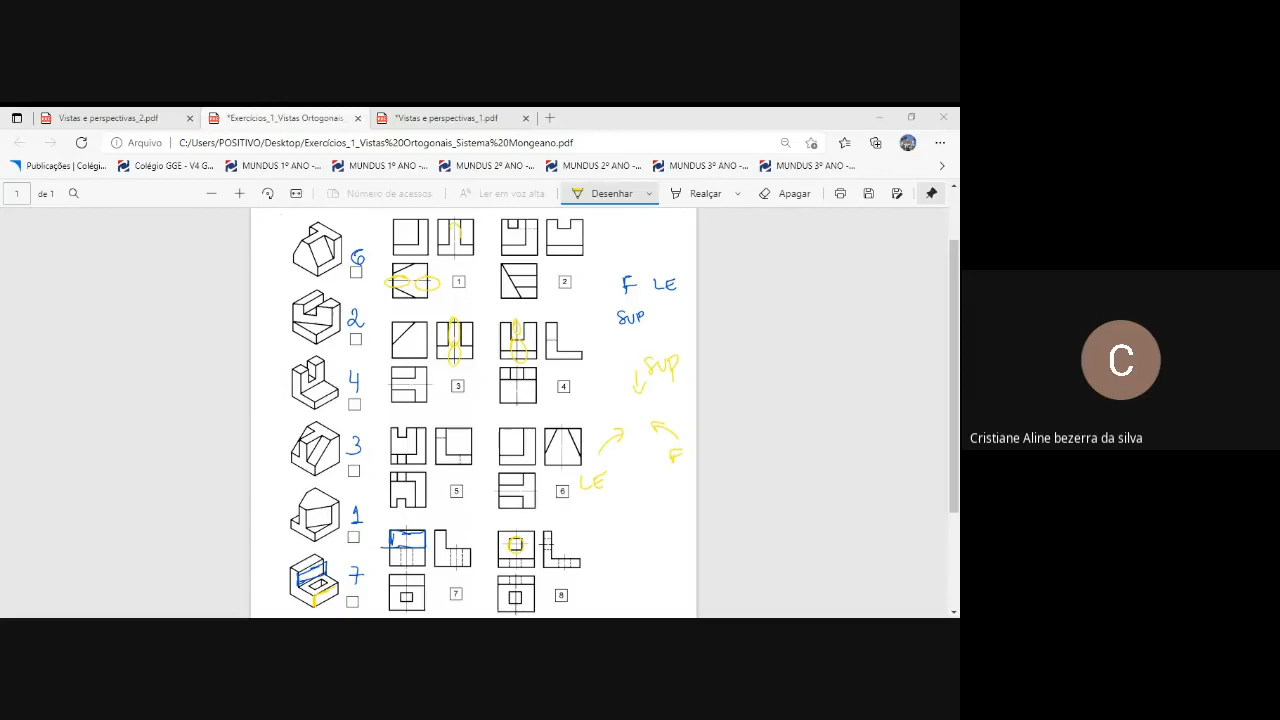 Vistas e perspectivas_2.pdf
*Exercícios_1_Vistas Ortogonais
*Vistas e perspectivas_1.pdf
Arquivo
C:/Users/POSITIVO/Desktop/Exercícios_1_Vistas%20Ortogonais_Sistema%20Mongeano.pdf
Publicações | Colégi...
Colégio GGE - V4 G...
MUNDUS 1º ANO -...
MUNDUS 1º ANO -...
MUNDUS 2º ANO -...
MUNDUS 2º ANO -...
MUNDUS 3º ANO -...
MUNDUS 3º ANO -...
1 de 1
Número de acessos.
Ler em voz alta
Desenhar
Realçar
Apagar
6
1
2
F LE
SUP
2
3
4
SUP
4
3
5
6
F
LE
1
7
7
8
C
Cristiane Aline bezerra da silva